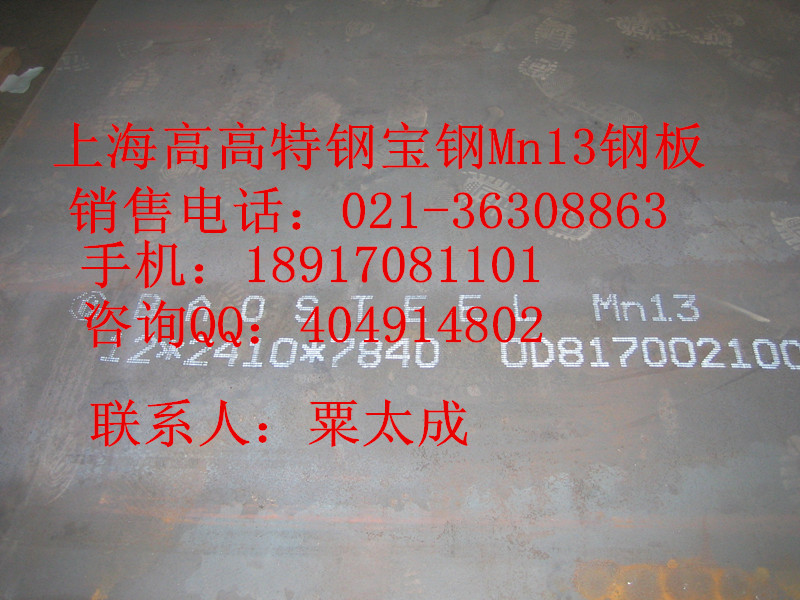 上海高高特钢宝钢Mn13钢板
销售电话：021-36308863
手机：18917081101
BAOSTEEL Mn13
咨询QQ：404914802
12*2410*7840 0D817002100
联系人：粟太成